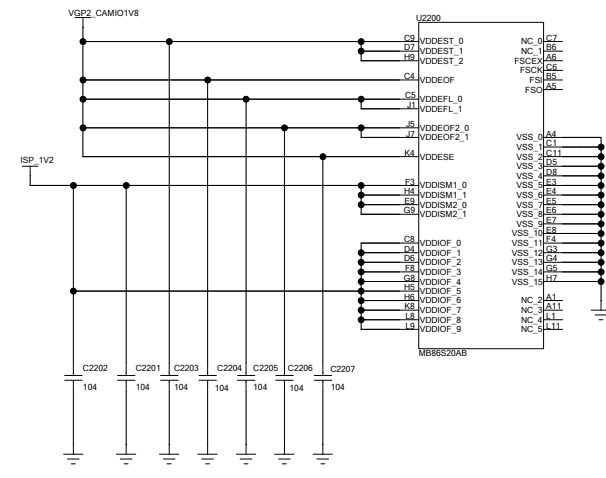 VGP2_CAMIO1V8
U2200
C9 VDDEST_0
D7 VDDEST_1
H9 VDDEST_2
C4 VDDEOF
C5 VDDEFL_0
J1 VDDEFL_1
J5 VDDEOF2_0
J7 VDDEOF2_1
K4 VDDESE
ISP_1V2
F3 VDDISM1_0
H4 VDDISM1_1
E9 VDDISM2_0
G9 VDDISM2_1
C8 VDDIOF_0
D4 VDDIOF_1
D6 VDDIOF_2
F8 VDDIOF_3
G8 VDDIOF_4
H5 VDDIOF_5
H6 VDDIOF_6
K8 VDDIOF_7
L8 VDDIOF_8
L9 VDDIOF_9
NC_0 C7
NC_1 B6
FSCEX A6
FSCK C6
FSI B5
FSO A5
VSS_0 A4
VSS_1 C1
VSS_2 C11
VSS_3 D5
VSS_4 D8
VSS_5 E3
VSS_6 E4
VSS_7 E5
VSS_8 E6
VSS_9 E7
VSS_10 E8
VSS_11 F4
VSS_12 G3
VSS_13 G4
VSS_14 G5
VSS_15 H7
NC_2 A1
NC_3 A11
NC_4 L1
NC_5 L11
MB86S20AB
C2202
104
C2201
104
C2203
104
C2204
104
C2205
104
C2206
104
C2207
104